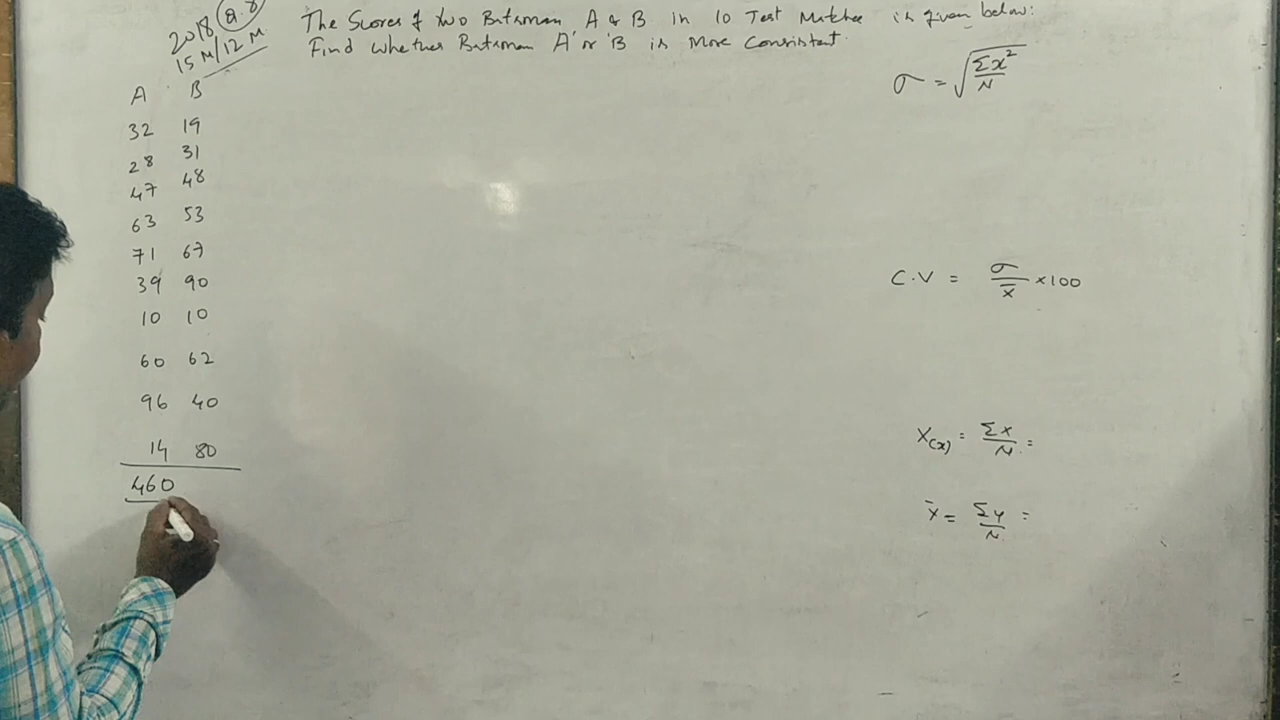 2018 Q.8
15 M/12 M
The Scores of two Batsman A & B in 10 Test Matches is given below:
Find whether Batsman 'A' or 'B' is More Consistent.
A B
32 19
28 31
47 48
63 53
71 67
39 90
10 10
60 62
96 40
14 80
460
σ = √Σx²/N
C.V = σ/x̄ × 100
X(x) = ΣX/N =
Ȳ = ΣY/N =